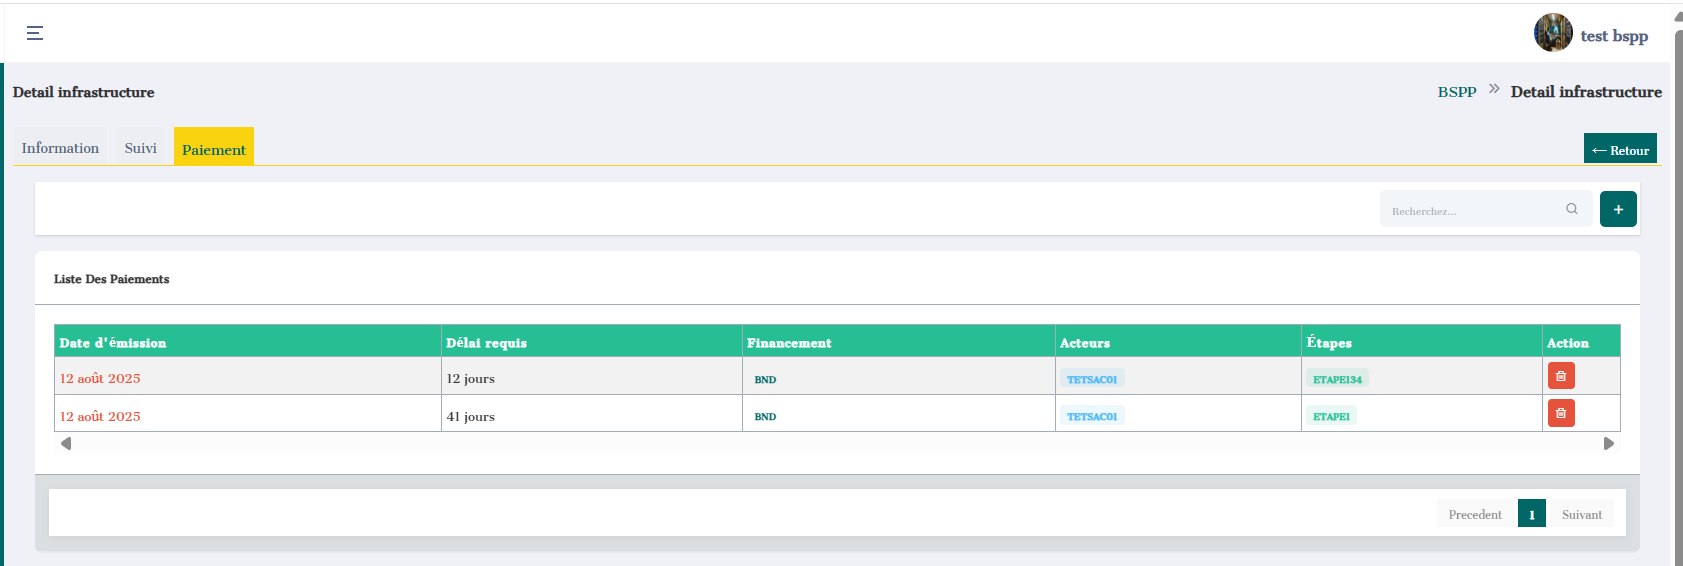 test bspp
Detail infrastructure
BSPP » Detail infrastructure
Information Suivi Paiement
← Retour
Recherchez...
+
Liste Des Paiements
Date d'émission Délai requis Financement Acteurs Étapes Action
12 août 2025 12 jours BND TETSAC01 ETAPE134
12 août 2025 41 jours BND TETSAC01 ETAPE1
Precedent 1 Suivant